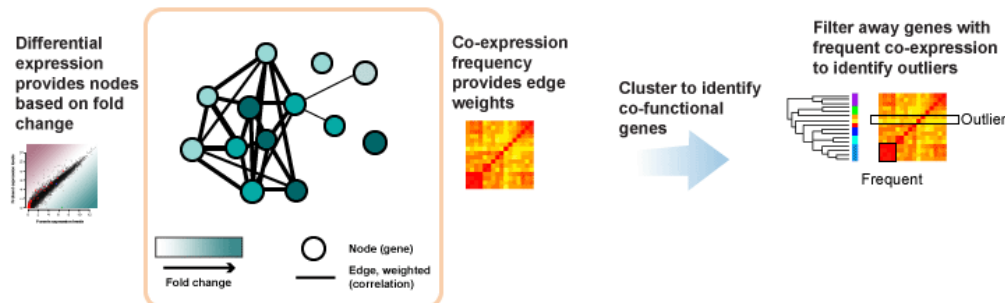 Differential
expression
provides nodes
based on fold
change
Fold change
Node (gene)
Edge, weighted
(correlation)
Co-expression
frequency
provides edge
weights
Cluster to identify
co-functional
genes
Filter away genes with
frequent co-expression
to identify outliers
Outlier
Frequent